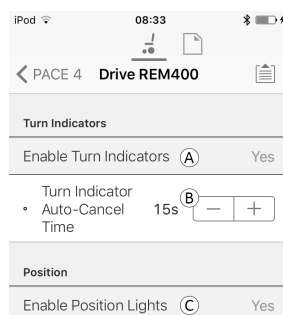 iPod 08:33
PACE 4 Drive REM400
Turn Indicators
Enable Turn Indicators A Yes
Turn Indicator
Auto-Cancel 15s B − +
Time
Position
Enable Position Lights C Yes